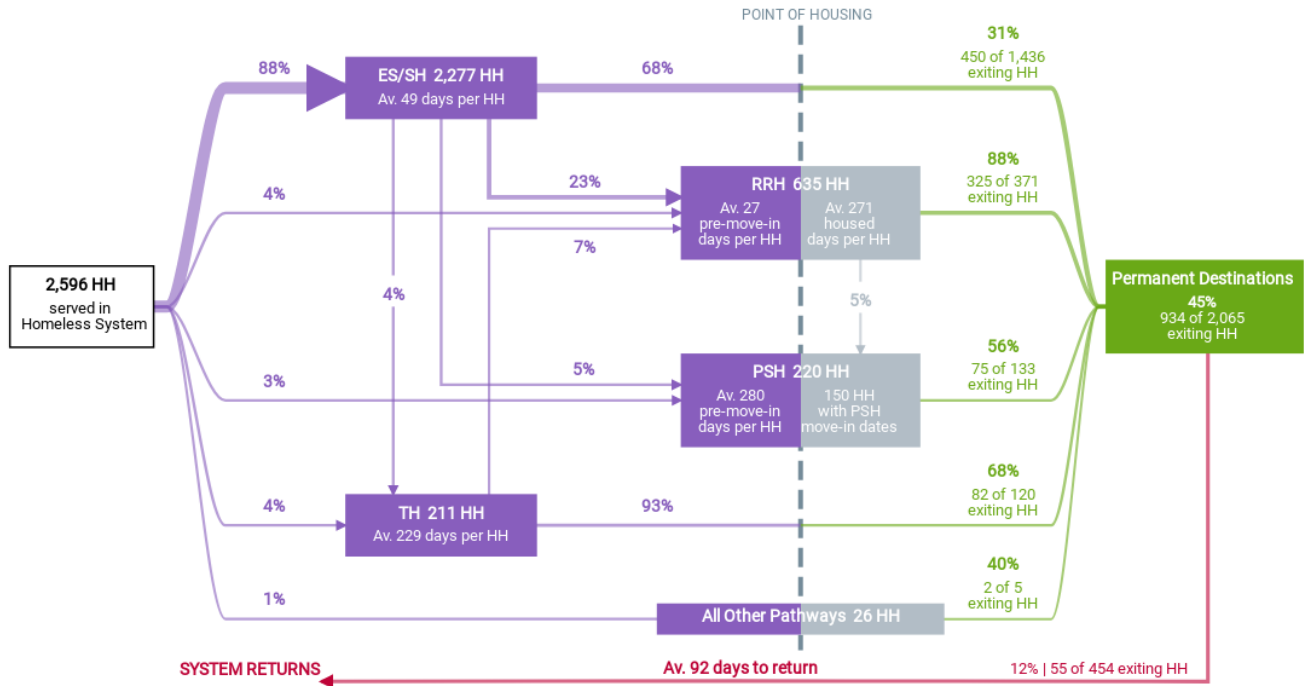 POINT OF HOUSING
88%
ES/SH 2,277 HH
Av. 49 days per HH
68%
31%
450 of 1,436
exiting HH
4%
23%
7%
RRH 635 HH
Av. 27
pre-move-in
days per HH
Av. 271
housed
days per HH
88%
325 of 371
exiting HH
2,596 HH
served in
Homeless System
4%
5%
Permanent Destinations
45%
934 of 2,065
exiting HH
3%
5%
PSH 220 HH
Av. 280
pre-move-in
days per HH
150 HH
with PSH
move-in dates
56%
75 of 133
exiting HH
4%
TH 211 HH
Av. 229 days per HH
93%
68%
82 of 120
exiting HH
1%
All Other Pathways 26 HH
40%
2 of 5
exiting HH
SYSTEM RETURNS
Av. 92 days to return
12% | 55 of 454 exiting HH